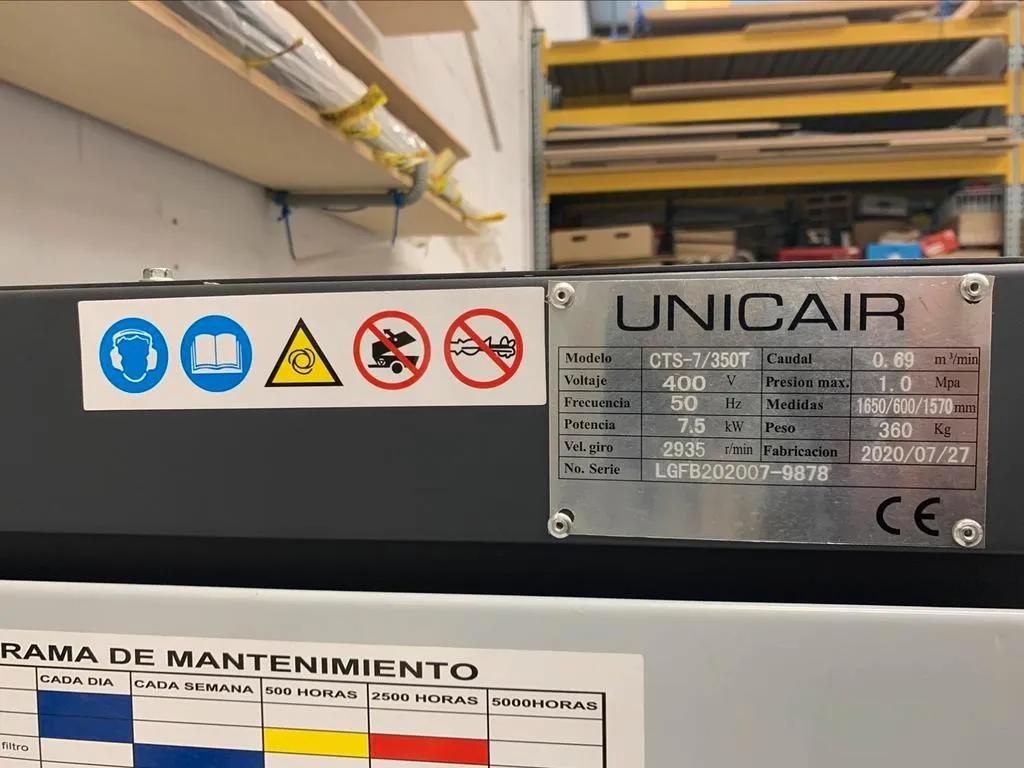 UNICAIR
Modelo CTS-7/350T Caudal 0.69 m³/min
Voltaje 400 V Presion max. 1.0 Mpa
Frecuencia 50 Hz Medidas 1650/600/1570 mm
Potencia 7.5 kW Peso 360 Kg
Vel. giro 2935 r/min Fabricacion 2020/07/27
No. Serie LGFB202007-9878
CE
RAMA DE MANTENIMIENTO
CADA DIA CADA SEMANA 500 HORAS 2500 HORAS 5000HORAS
filtro